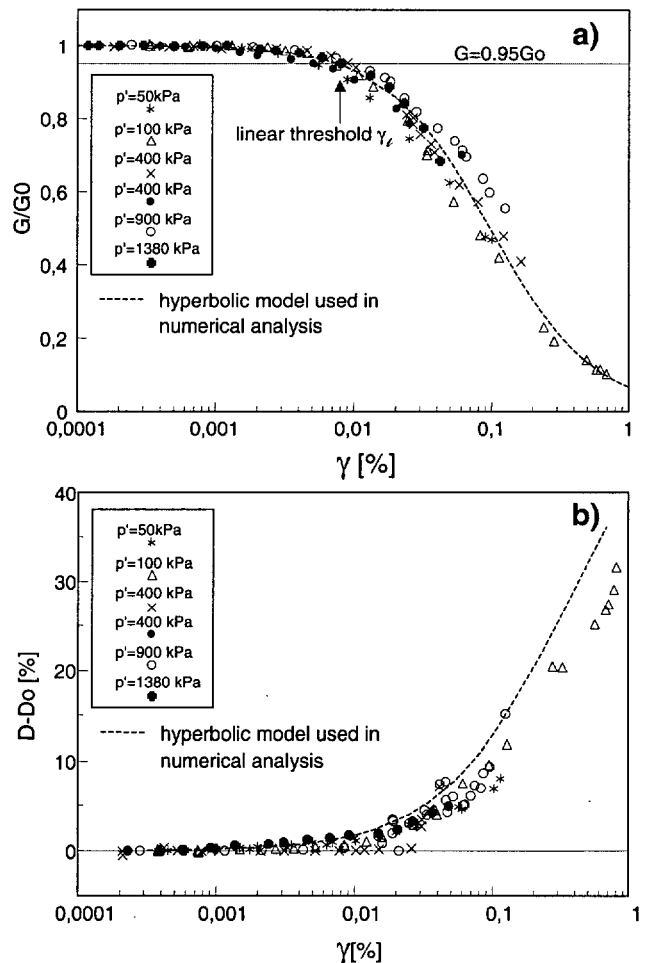 a)
G=0.95Go
p'=50kPa
p'=100 kPa
p'=400 kPa
p'=400 kPa
p'=900 kPa
p'=1380 kPa
linear threshold γℓ
hyperbolic model used in
numerical analysis
G/G0
1
0,8
0,6
0,4
0,2
0
0,0001
0,001
0,01
0,1
1
γ [%]
b)
p'=50kPa
p'=100 kPa
p'=400 kPa
p'=400 kPa
p'=900 kPa
p'=1380 kPa
hyperbolic model used in
numerical analysis
D-Do [%]
40
30
20
10
0
0,0001
0,001
0,01
0,1
1
γ[%]